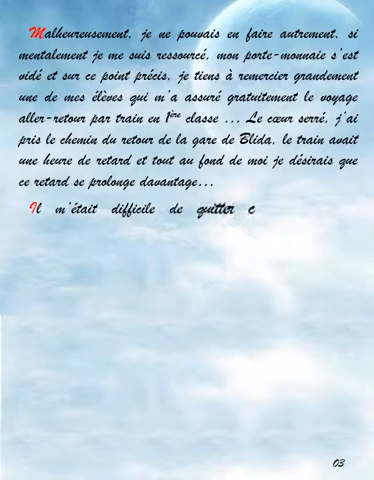 Malheureusement, je ne pouvais en faire autrement, si
mentalement je me suis ressourcé, mon porte-monnaie s'est
vidé et sur ce point précis, je tiens à remercier grandement
une de mes élèves qui m'a assuré gratuitement le voyage
aller-retour par train en 1ère classe ... Le cœur serré, j'ai
pris le chemin du retour de la gare de Blida, le train avait
une heure de retard et tout au fond de moi je désirais que
ce retard se prolonge davantage...
Il m'était difficile de quitter c
03